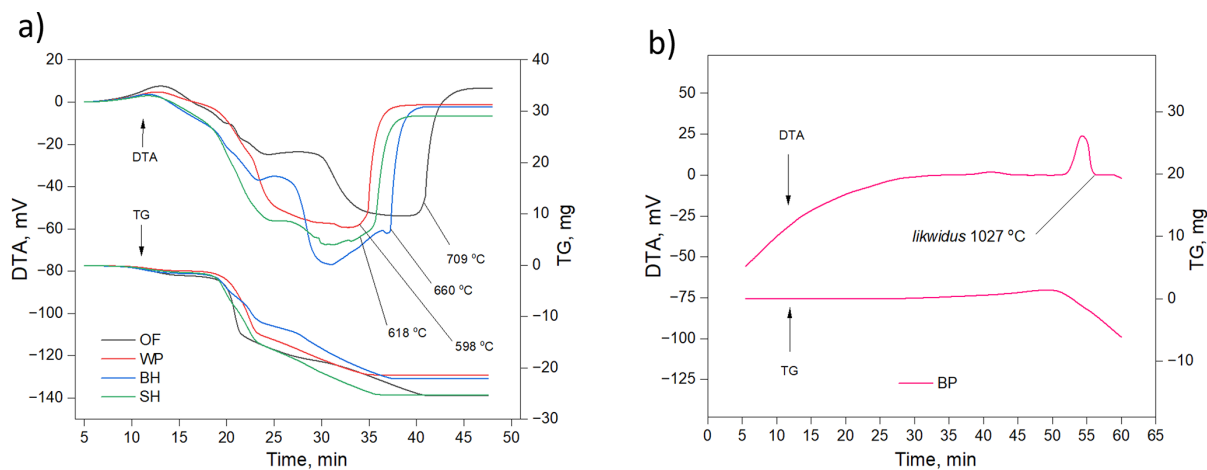 a)
20
0
−20
−40
−60
−80
−100
−120
−140
DTA, mV
40
30
20
10
0
−10
−20
−30
TG, mg
DTA
TG
709 °C
660 °C
618 °C
598 °C
OF
WP
BH
SH
5 10 15 20 25 30 35 40 45 50
Time, min
b)
75
50
25
0
−25
−50
−75
−100
−125
DTA, mV
30
20
10
0
−10
TG, mg
DTA
likwidus 1027 °C
TG
BP
0 5 10 15 20 25 30 35 40 45 50 55 60 65
Time, min